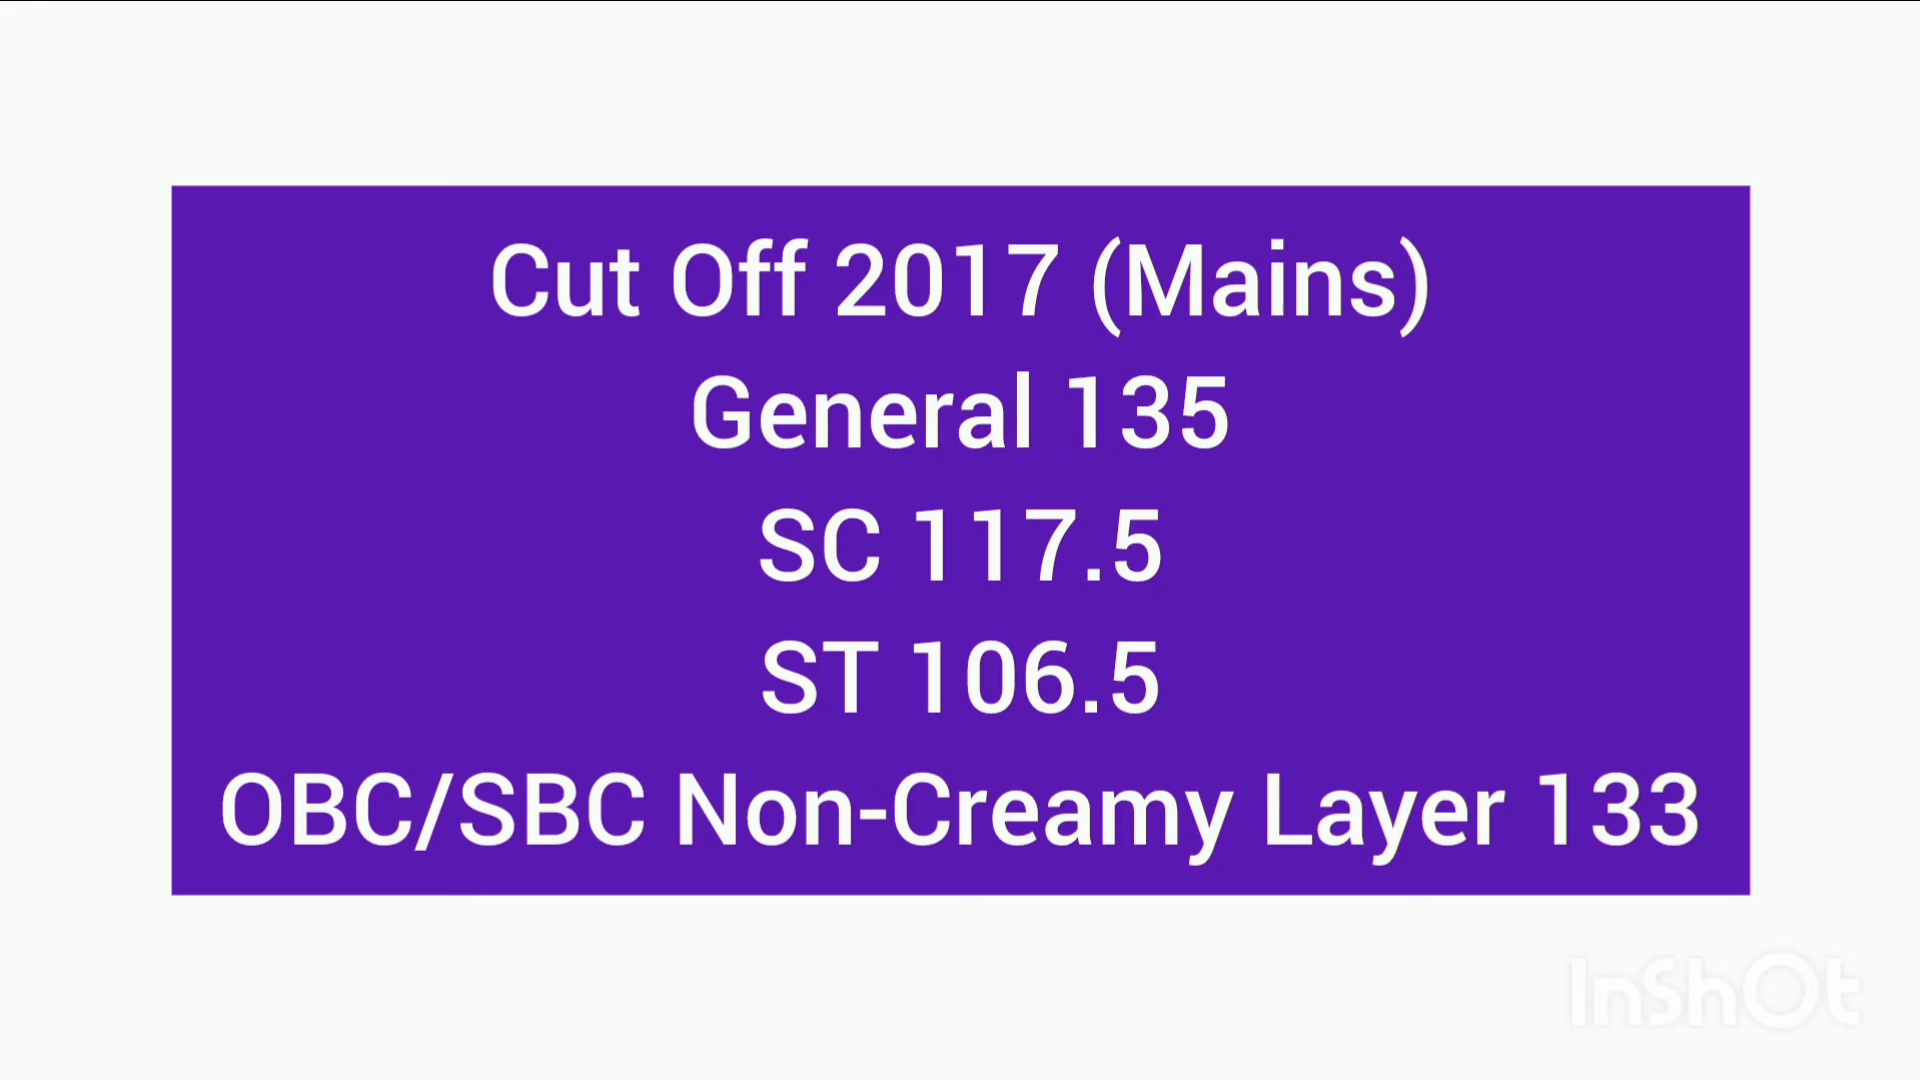 Cut Off 2017 (Mains)
General 135
SC 117.5
ST 106.5
OBC/SBC Non-Creamy Layer 133
InShOt